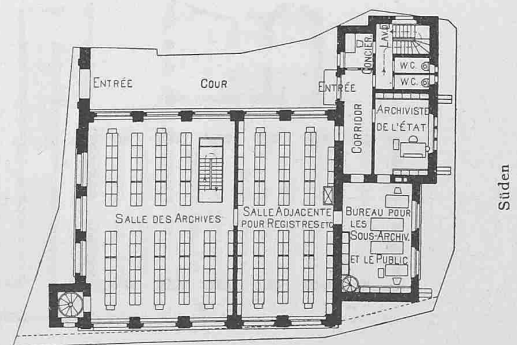 ENTRÉE
COUR
ENTRÉE
CONCIER.
LAV.
W.C.
W.C.
CORRIDOR
ARCHIVISTE
DE L'ÉTAT
SALLE DES ARCHIVES
SALLE ADJACENTE
POUR REGISTRES ETC
BUREAU POUR
LES
SOUS-ARCHIV.
ET LE PUBLIC
Süden